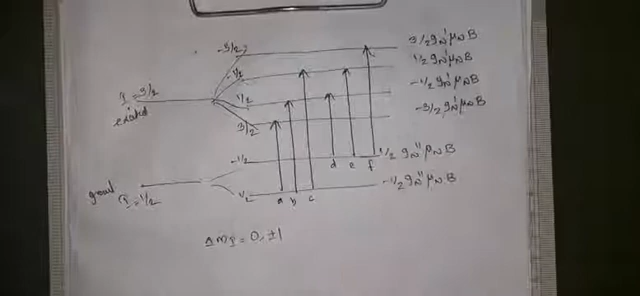 -3/2
3/2 gN' μN B
-1/2
1/2 gN' μN B
I = 3/2
1/2
-1/2 gN' μN B
excited
3/2
-3/2 gN' μN B
-1/2
d e f
1/2 gN'' μN B
ground
I = 1/2
1/2
a b c
-1/2 gN'' μN B
Δ mI = 0, ±1